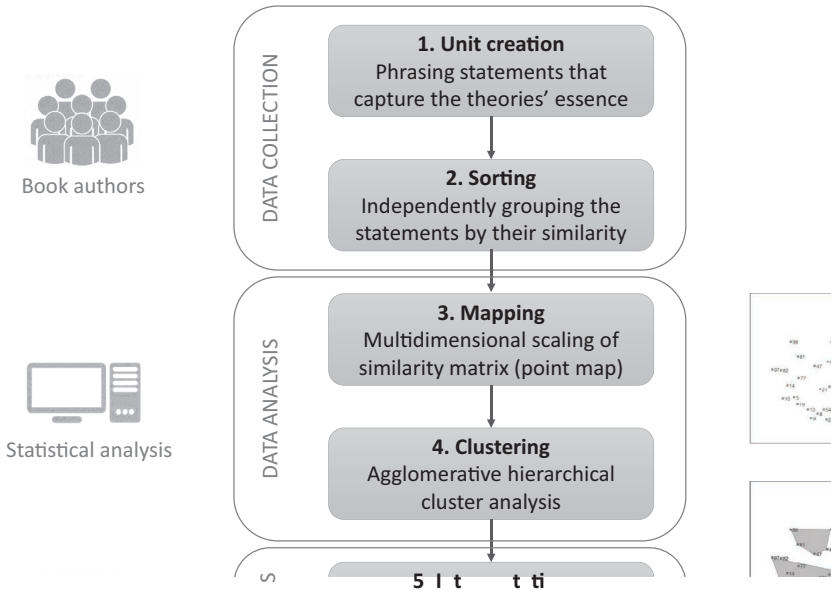 DATA COLLECTION
1. Unit creation
Phrasing statements that
capture the theories' essence
Book authors
2. Sorting
Independently grouping the
statements by their similarity
DATA ANALYSIS
3. Mapping
Multidimensional scaling of
similarity matrix (point map)
Statistical analysis
4. Clustering
Agglomerative hierarchical
cluster analysis